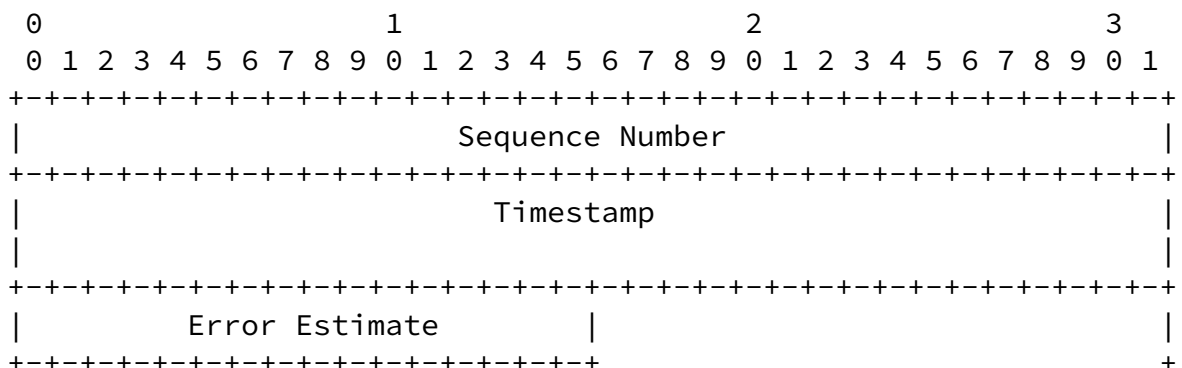 0                   1                   2                   3
 0 1 2 3 4 5 6 7 8 9 0 1 2 3 4 5 6 7 8 9 0 1 2 3 4 5 6 7 8 9 0 1
+-+-+-+-+-+-+-+-+-+-+-+-+-+-+-+-+-+-+-+-+-+-+-+-+-+-+-+-+-+-+-+-+
|                        Sequence Number                        |
+-+-+-+-+-+-+-+-+-+-+-+-+-+-+-+-+-+-+-+-+-+-+-+-+-+-+-+-+-+-+-+-+
|                          Timestamp                            |
|                                                               |
+-+-+-+-+-+-+-+-+-+-+-+-+-+-+-+-+-+-+-+-+-+-+-+-+-+-+-+-+-+-+-+-+
|         Error Estimate        |                               |
+-+-+-+-+-+-+-+-+-+-+-+-+-+-+-+-+                               +